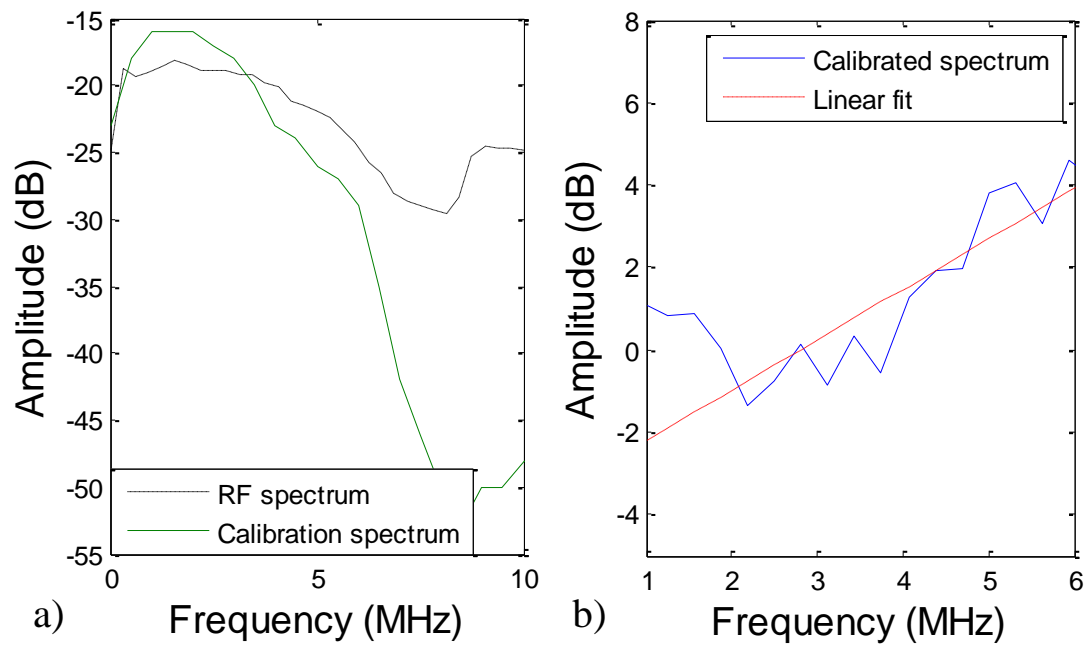 -15
-20
-25
-30
-35
-40
-45
-50
-55
Amplitude (dB)
RF spectrum
Calibration spectrum
0 5 10
a) Frequency (MHz)
8
6
4
2
0
-2
-4
Amplitude (dB)
Calibrated spectrum
Linear fit
1 2 3 4 5 6
b) Frequency (MHz)